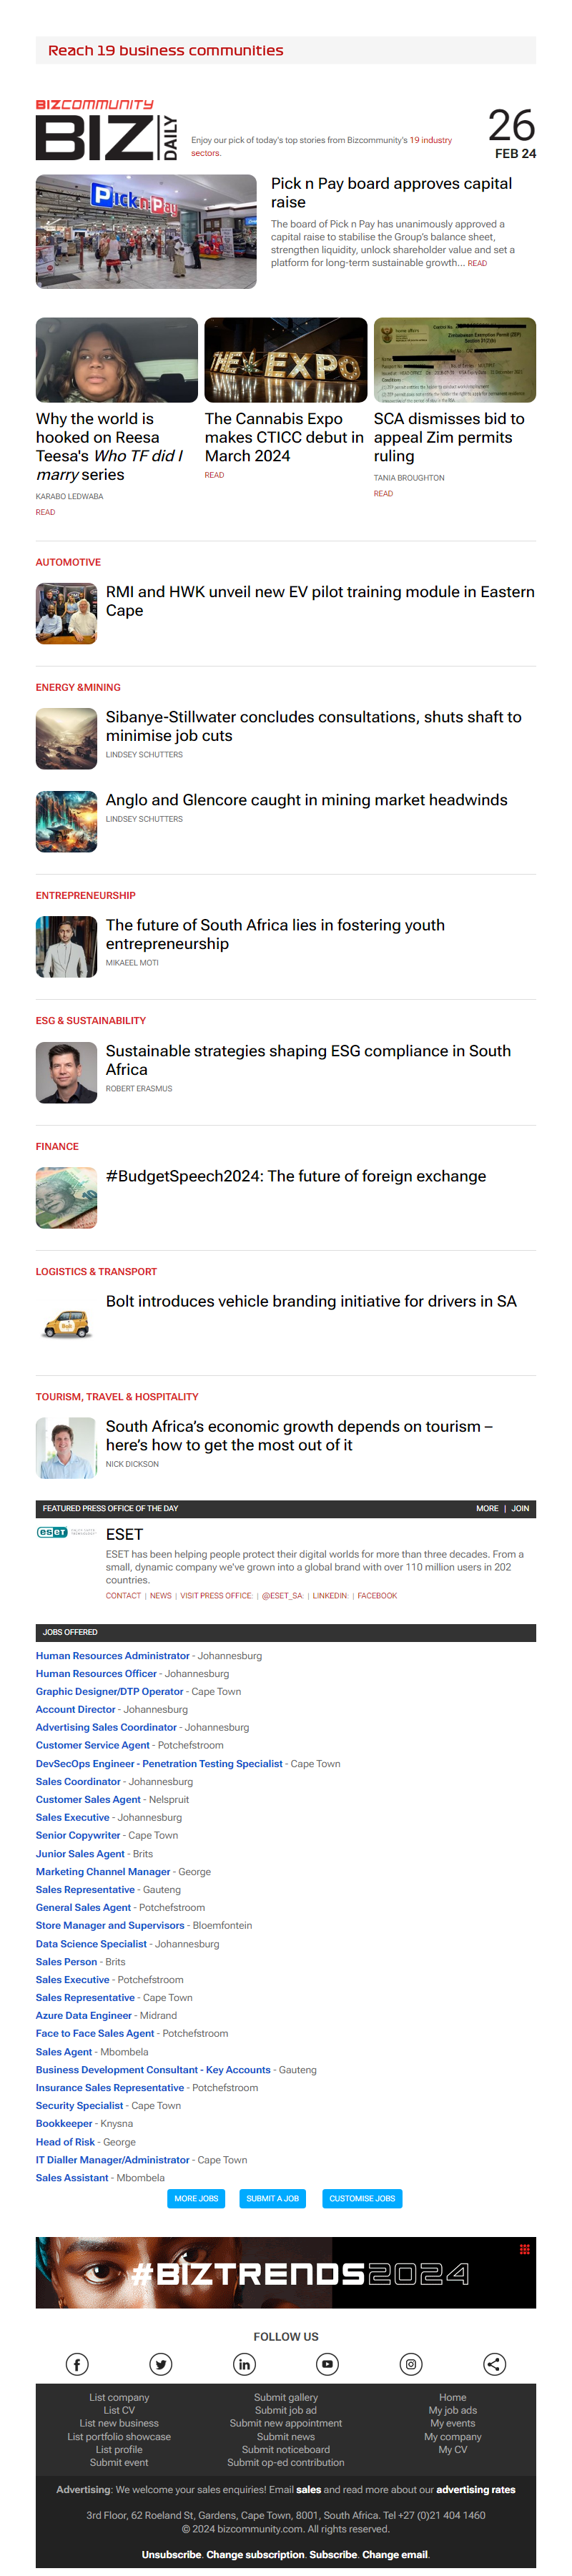 Reach 19 business communities
BIZCOMMUNITY
BIZ
DAILY
Enjoy our pick of today's top stories from Bizcommunity's 19 industry
sectors.
26
FEB 24
Pick n Pay
Pick n Pay board approves capital
raise
The board of Pick n Pay has unanimously approved a
capital raise to stabilise the Group's balance sheet,
strengthen liquidity, unlock shareholder value and set a
platform for long-term sustainable growth... READ
THE EXPO
Why the world is
hooked on Reesa
Teesa's Who TF did I
marry series
KARABO LEDWABA
READ
The Cannabis Expo
makes CTICC debut in
March 2024
READ
SCA dismisses bid to
appeal Zim permits
ruling
TANIA BROUGHTON
READ
AUTOMOTIVE
RMI and HWK unveil new EV pilot training module in Eastern
Cape
ENERGY &MINING
Sibanye-Stillwater concludes consultations, shuts shaft to
minimise job cuts
LINDSEY SCHUTTERS
Anglo and Glencore caught in mining market headwinds
LINDSEY SCHUTTERS
ENTREPRENEURSHIP
The future of South Africa lies in fostering youth
entrepreneurship
MIKAEEL MOTI
ESG & SUSTAINABILITY
Sustainable strategies shaping ESG compliance in South
Africa
ROBERT ERASMUS
FINANCE
#BudgetSpeech2024: The future of foreign exchange
LOGISTICS & TRANSPORT
Bolt introduces vehicle branding initiative for drivers in SA
Bolt
TOURISM, TRAVEL & HOSPITALITY
South Africa's economic growth depends on tourism –
here's how to get the most out of it
NICK DICKSON
FEATURED PRESS OFFICE OF THE DAY
MORE | JOIN
eset
ESET
ESET has been helping people protect their digital worlds for more than three decades. From a
small, dynamic company we've grown into a global brand with over 110 million users in 202
countries.
CONTACT | NEWS | VISIT PRESS OFFICE: | @ESET_SA: | LINKEDIN: | FACEBOOK
JOBS OFFERED
Human Resources Administrator - Johannesburg
Human Resources Officer - Johannesburg
Graphic Designer/DTP Operator - Cape Town
Account Director - Johannesburg
Advertising Sales Coordinator - Johannesburg
Customer Service Agent - Potchefstroom
DevSecOps Engineer - Penetration Testing Specialist - Cape Town
Sales Coordinator - Johannesburg
Customer Sales Agent - Nelspruit
Sales Executive - Johannesburg
Senior Copywriter - Cape Town
Junior Sales Agent - Brits
Marketing Channel Manager - George
Sales Representative - Gauteng
General Sales Agent - Potchefstroom
Store Manager and Supervisors - Bloemfontein
Data Science Specialist - Johannesburg
Sales Person - Brits
Sales Executive - Potchefstroom
Sales Representative - Cape Town
Azure Data Engineer - Midrand
Face to Face Sales Agent - Potchefstroom
Sales Agent - Mbombela
Business Development Consultant - Key Accounts - Gauteng
Insurance Sales Representative - Potchefstroom
Security Specialist - Cape Town
Bookkeeper - Knysna
Head of Risk - George
IT Dialler Manager/Administrator - Cape Town
Sales Assistant - Mbombela
MORE JOBS
SUBMIT A JOB
CUSTOMISE JOBS
#BIZTRENDS2024
FOLLOW US
List company
List CV
List new business
List portfolio showcase
List profile
Submit event
Submit gallery
Submit job ad
Submit new appointment
Submit news
Submit noticeboard
Submit op-ed contribution
Home
My job ads
My events
My company
My CV
Advertising: We welcome your sales enquiries! Email sales and read more about our advertising rates
3rd Floor, 62 Roeland St, Gardens, Cape Town, 8001, South Africa. Tel +27 (0)21 404 1460
© 2024 bizcommunity.com. All rights reserved.
Unsubscribe. Change subscription. Subscribe. Change email.